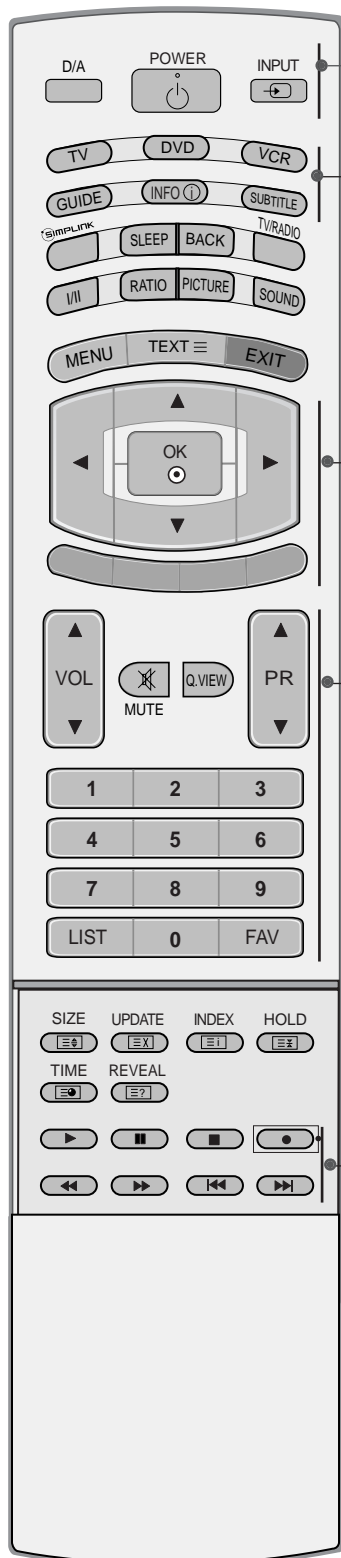 D/A POWER INPUT
TV DVD VCR
GUIDE INFO i SUBTITLE
SIMPLINK SLEEP BACK TV/RADIO
I/II RATIO PICTURE SOUND
MENU TEXT EXIT
OK
VOL MUTE Q.VIEW PR
1 2 3
4 5 6
7 8 9
LIST 0 FAV
SIZE UPDATE INDEX HOLD
X i
TIME REVEAL
?